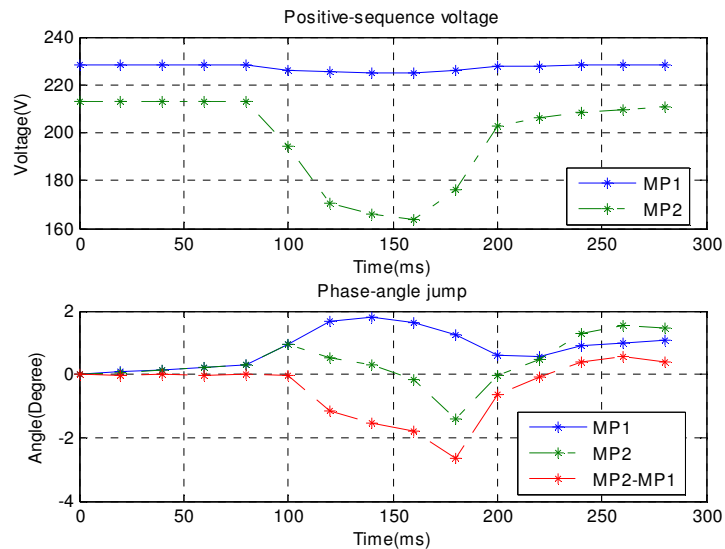 Positive-sequence voltage
240
220
200
180
160
Voltage(V)
MP1
MP2
0 50 100 150 200 250 300
Time(ms)
Phase-angle jump
2
0
-2
-4
Angle(Degree)
MP1
MP2
MP2-MP1
0 50 100 150 200 250 300
Time(ms)